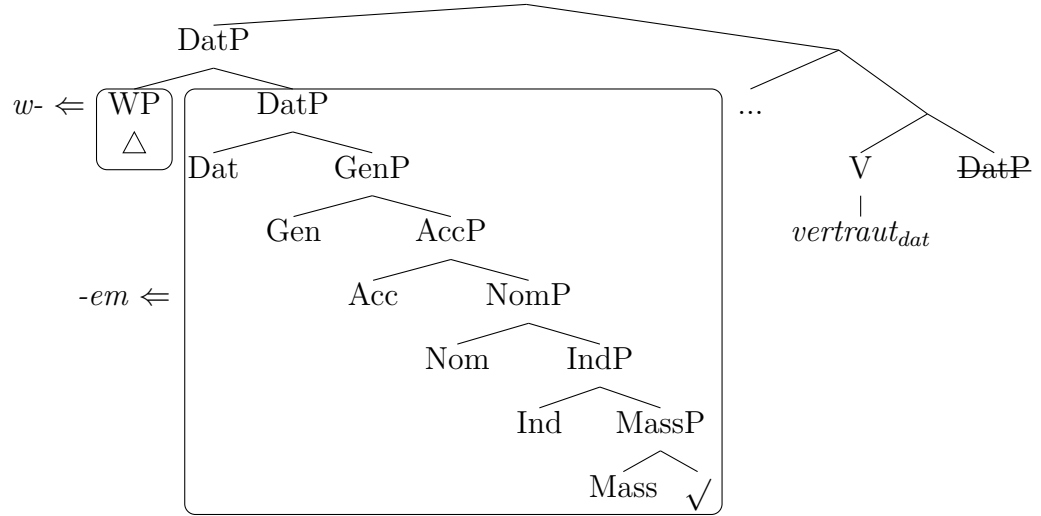 DatP
w- ⇐ WP DatP ...
△
Dat GenP V DatP
Gen AccP vertraut_dat
-em ⇐ Acc NomP
Nom IndP
Ind MassP
Mass √